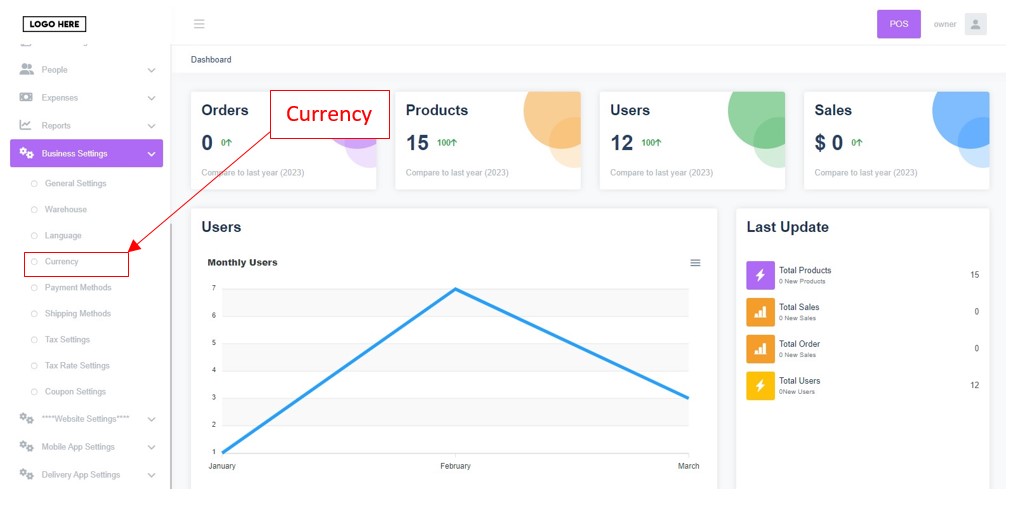 LOGO HERE
POS
owner
People
Expenses
Reports
Business Settings
General Settings
Warehouse
Language
Currency
Payment Methods
Shipping Methods
Tax Settings
Tax Rate Settings
Coupon Settings
****Website Settings****
Mobile App Settings
Delivery App Settings
Dashboard
Currency
Orders
0 0↑
Compare to last year (2023)
Products
15 100↑
Compare to last year (2023)
Users
12 100↑
Compare to last year (2023)
Sales
$ 0 0↑
Compare to last year (2023)
Users
Monthly Users
7
6
5
4
3
2
1
January February March
Last Update
Total Products 15
0 New Products
Total Sales 0
0 New Sales
Total Order 0
0 New Sales
Total Users 12
0New Users